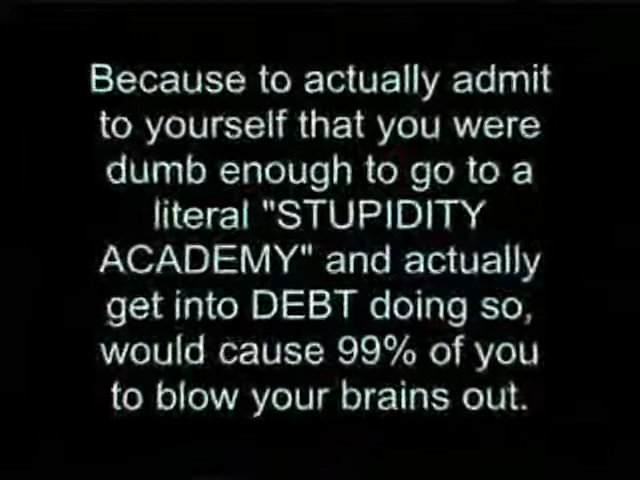 Because to actually admit
to yourself that you were
dumb enough to go to a
literal "STUPIDITY
ACADEMY" and actually
get into DEBT doing so,
would cause 99% of you
to blow your brains out.